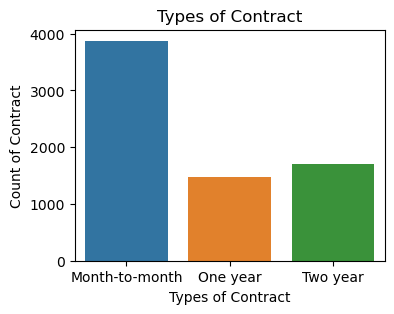 Types of Contract
Count of Contract
4000
3000
2000
1000
0
Month-to-month One year Two year
Types of Contract